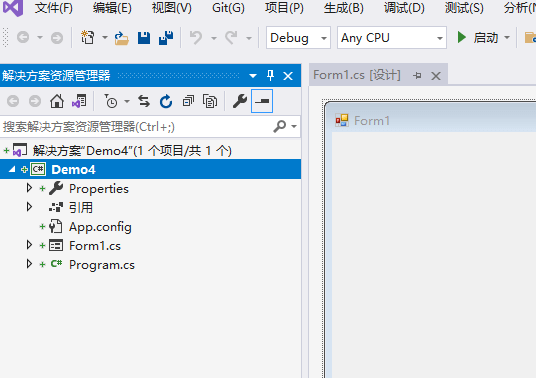 文件(F) 编辑(E) 视图(V) Git(G) 项目(P) 生成(B) 调试(D) 测试(S) 分析(N
Debug Any CPU 启动
解决方案资源管理器
Form1.cs [设计]
搜索解决方案资源管理器(Ctrl+;)
Form1
解决方案"Demo4"(1 个项目/共 1 个)
C# Demo4
Properties
引用
App.config
Form1.cs
C# Program.cs